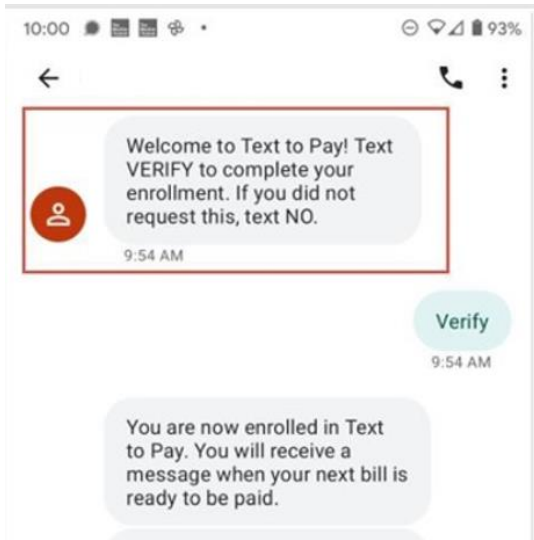 10:00
93%
Welcome to Text to Pay! Text
VERIFY to complete your
enrollment. If you did not
request this, text NO.
9:54 AM
Verify
9:54 AM
You are now enrolled in Text
to Pay. You will receive a
message when your next bill is
ready to be paid.